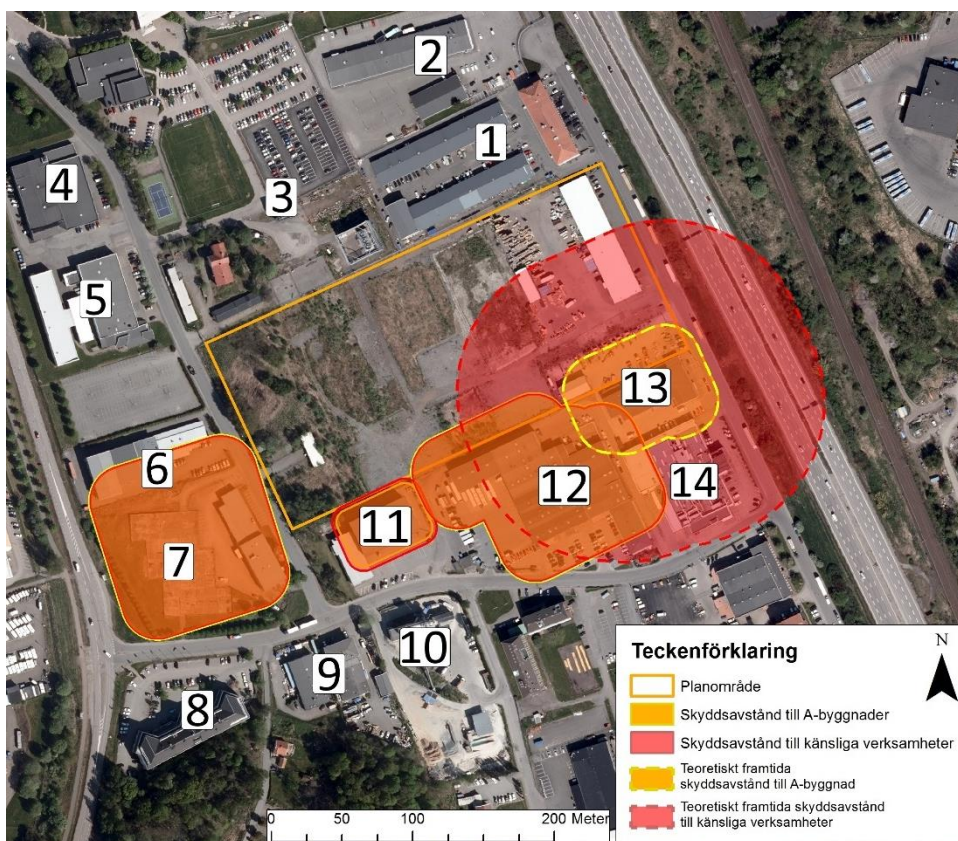 2
1
3
4
5
13
6
14
12
11
7
10
9
8
Teckenförklaring
N
Planområde
Skyddsavstånd till A-byggnader
Skyddsavstånd till känsliga verksamheter
Teoretiskt framtida
skyddsavstånd till A-byggnad
Teoretiskt framtida skyddsavstånd
till känsliga verksamheter
0 50 100 200 Meter